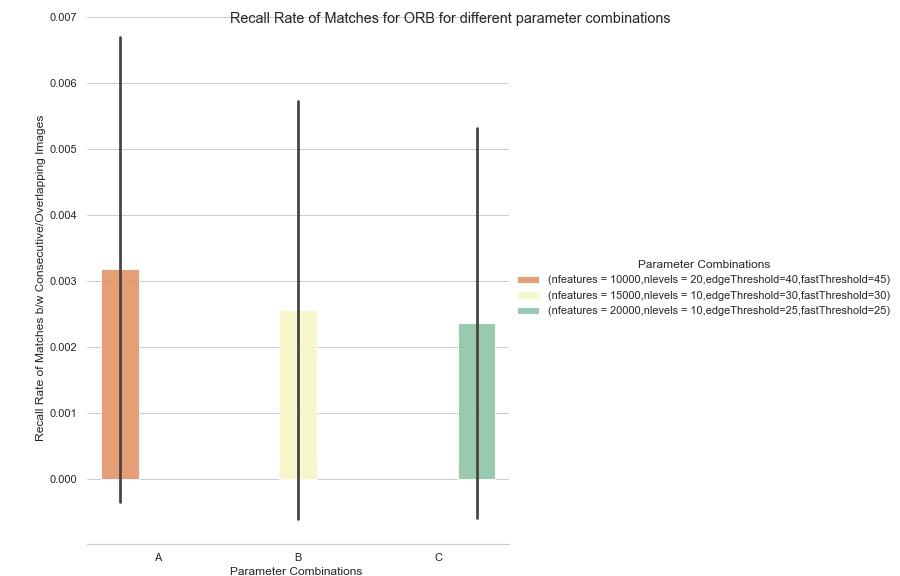 Recall Rate of Matches for ORB for different parameter combinations
Recall Rate of Matches b/w Consecutive/Overlapping Images
0.007
0.006
0.005
0.004
0.003
0.002
0.001
0.000
A B C
Parameter Combinations
Parameter Combinations
(nfeatures = 10000,nlevels = 20,edgeThreshold=40,fastThreshold=45)
(nfeatures = 15000,nlevels = 10,edgeThreshold=30,fastThreshold=30)
(nfeatures = 20000,nlevels = 10,edgeThreshold=25,fastThreshold=25)